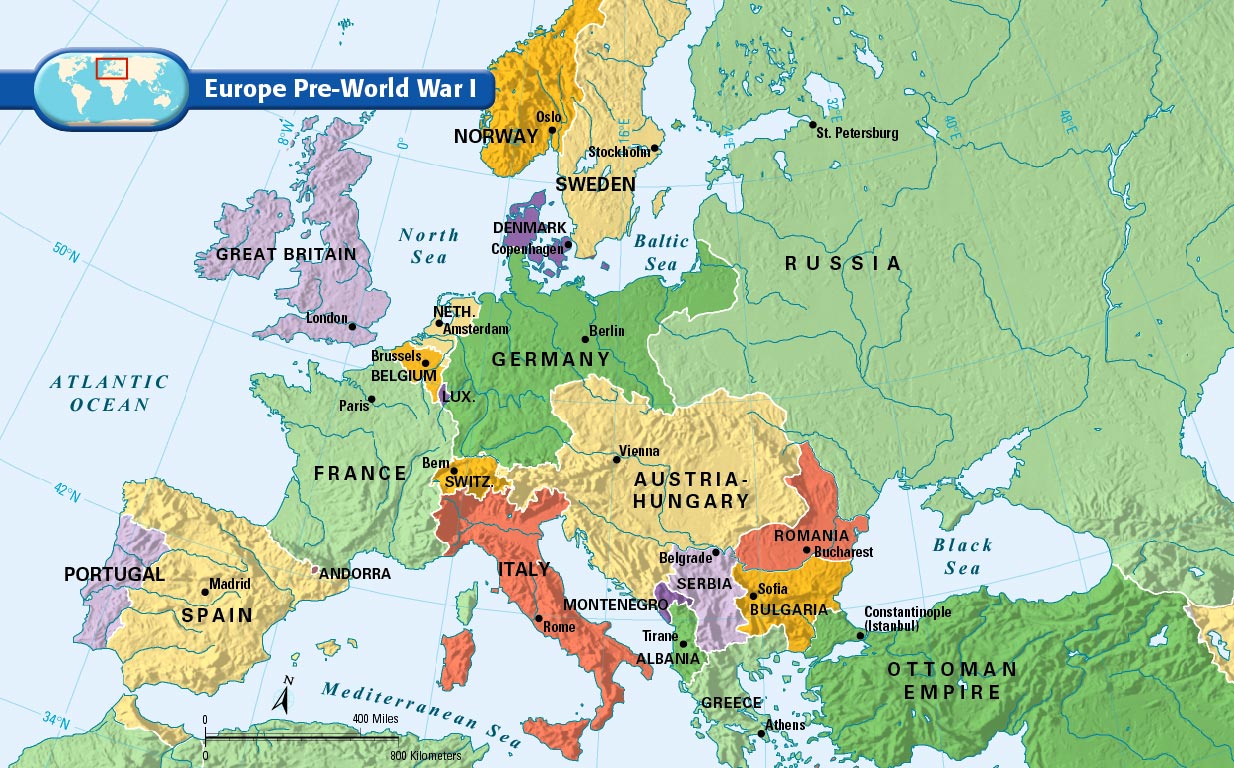 Europe Pre-World War I
NORWAY
Oslo
Stockholm
SWEDEN
St. Petersburg
8°W
0°
16°E
24°E
32°E
40°E
48°E
50°N
42°N
34°N
DENMARK
Copenhagen
North
Sea
Baltic
Sea
RUSSIA
GREAT BRITAIN
London
NETH.
Amsterdam
Berlin
GERMANY
Brussels
BELGIUM
LUX.
ATLANTIC
OCEAN
Paris
FRANCE
Bern
SWITZ.
Vienna
AUSTRIA-
HUNGARY
ROMANIA
Bucharest
Black
Sea
Belgrade
SERBIA
Sofia
BULGARIA
MONTENEGRO
ITALY
Rome
ANDORRA
PORTUGAL
Madrid
SPAIN
Tirane
ALBANIA
Constantinople
(Istanbul)
OTTOMAN
EMPIRE
GREECE
Athens
Mediterranean Sea
N
0
400 Miles
0
800 Kilometers